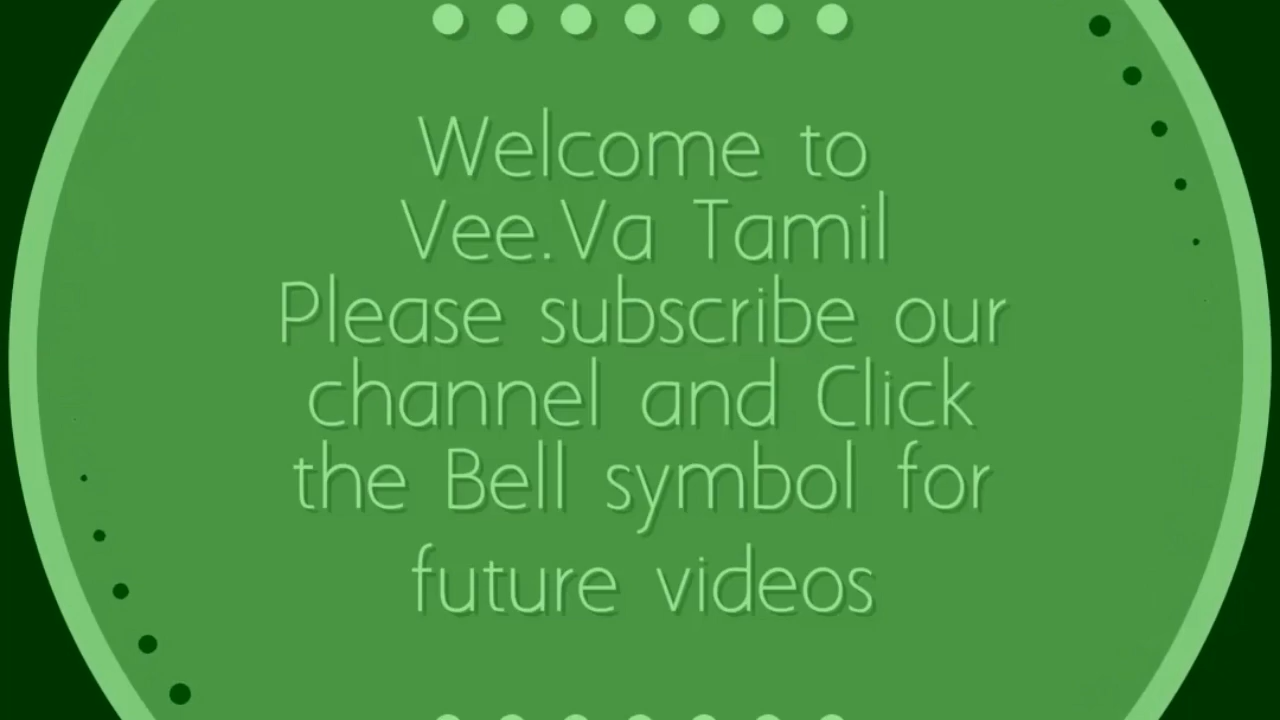 Welcome to
Vee.Va Tamil
Please subscribe our
channel and Click
the Bell symbol for
future videos